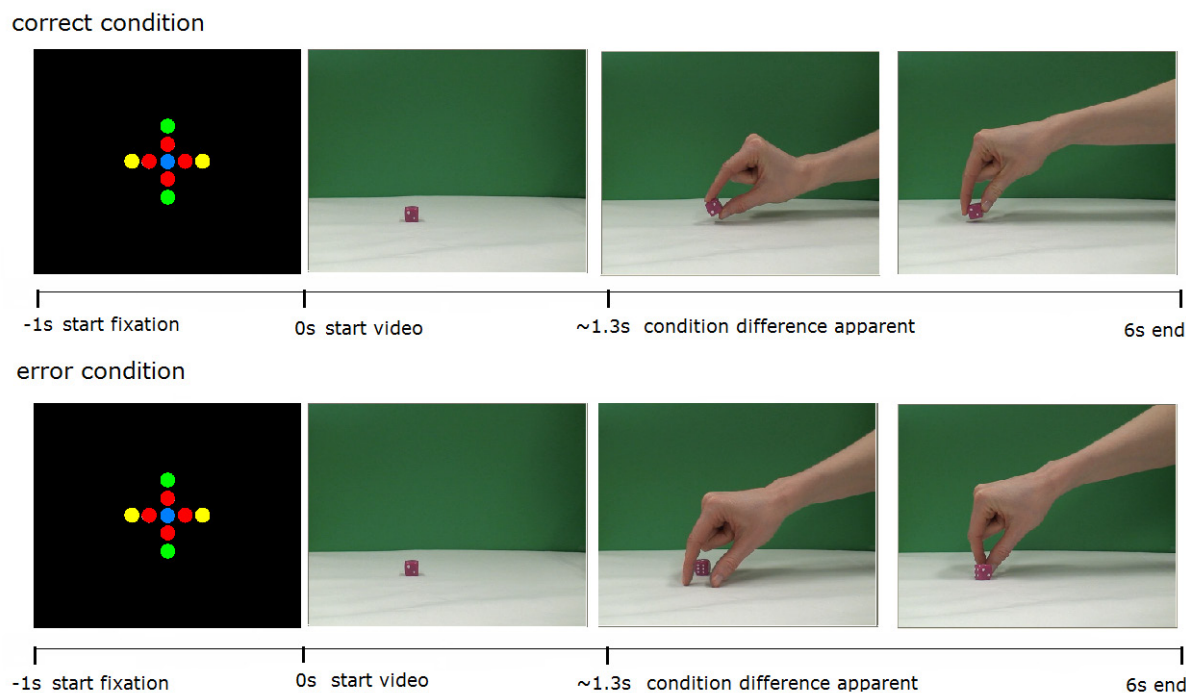 correct condition
-1s start fixation
0s start video
~1.3s condition difference apparent
6s end
error condition
-1s start fixation
0s start video
~1.3s condition difference apparent
6s end